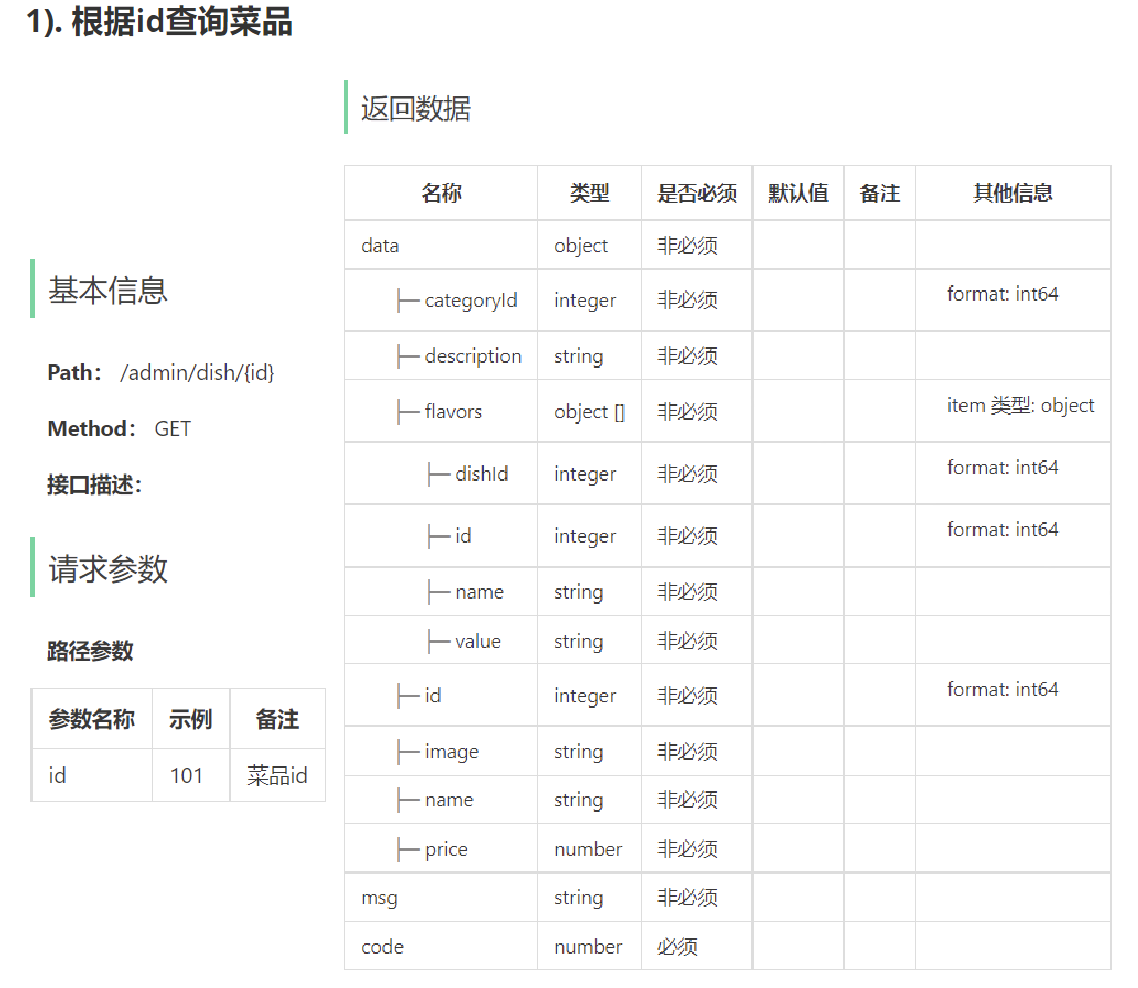 1). 根据id查询菜品
基本信息
Path： /admin/dish/{id}
Method： GET
接口描述：
请求参数
路径参数
参数名称 示例 备注
id 101 菜品id
返回数据
名称 类型 是否必须 默认值 备注 其他信息
data object 非必须
├─ categoryId integer 非必须 format: int64
├─ description string 非必须
├─ flavors object [] 非必须 item 类型: object
├─ dishId integer 非必须 format: int64
├─ id integer 非必须 format: int64
├─ name string 非必须
├─ value string 非必须
├─ id integer 非必须 format: int64
├─ image string 非必须
├─ name string 非必须
├─ price number 非必须
msg string 非必须
code number 必须